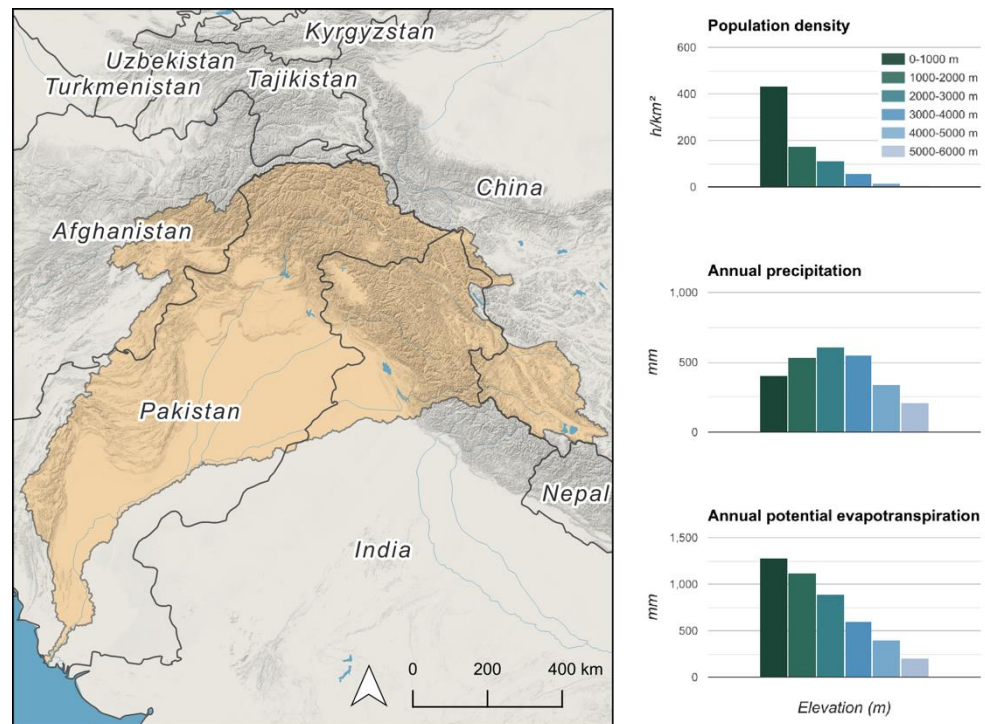 Kyrgyzstan
Uzbekistan
Tajikistan
Turkmenistan
China
Afghanistan
Pakistan
Nepal
India
0 200 400 km
Population density
600
400
200
0
h/km²
0-1000 m
1000-2000 m
2000-3000 m
3000-4000 m
4000-5000 m
5000-6000 m
Annual precipitation
1,000
500
0
mm
Annual potential evapotranspiration
1,500
1,000
500
0
mm
Elevation (m)